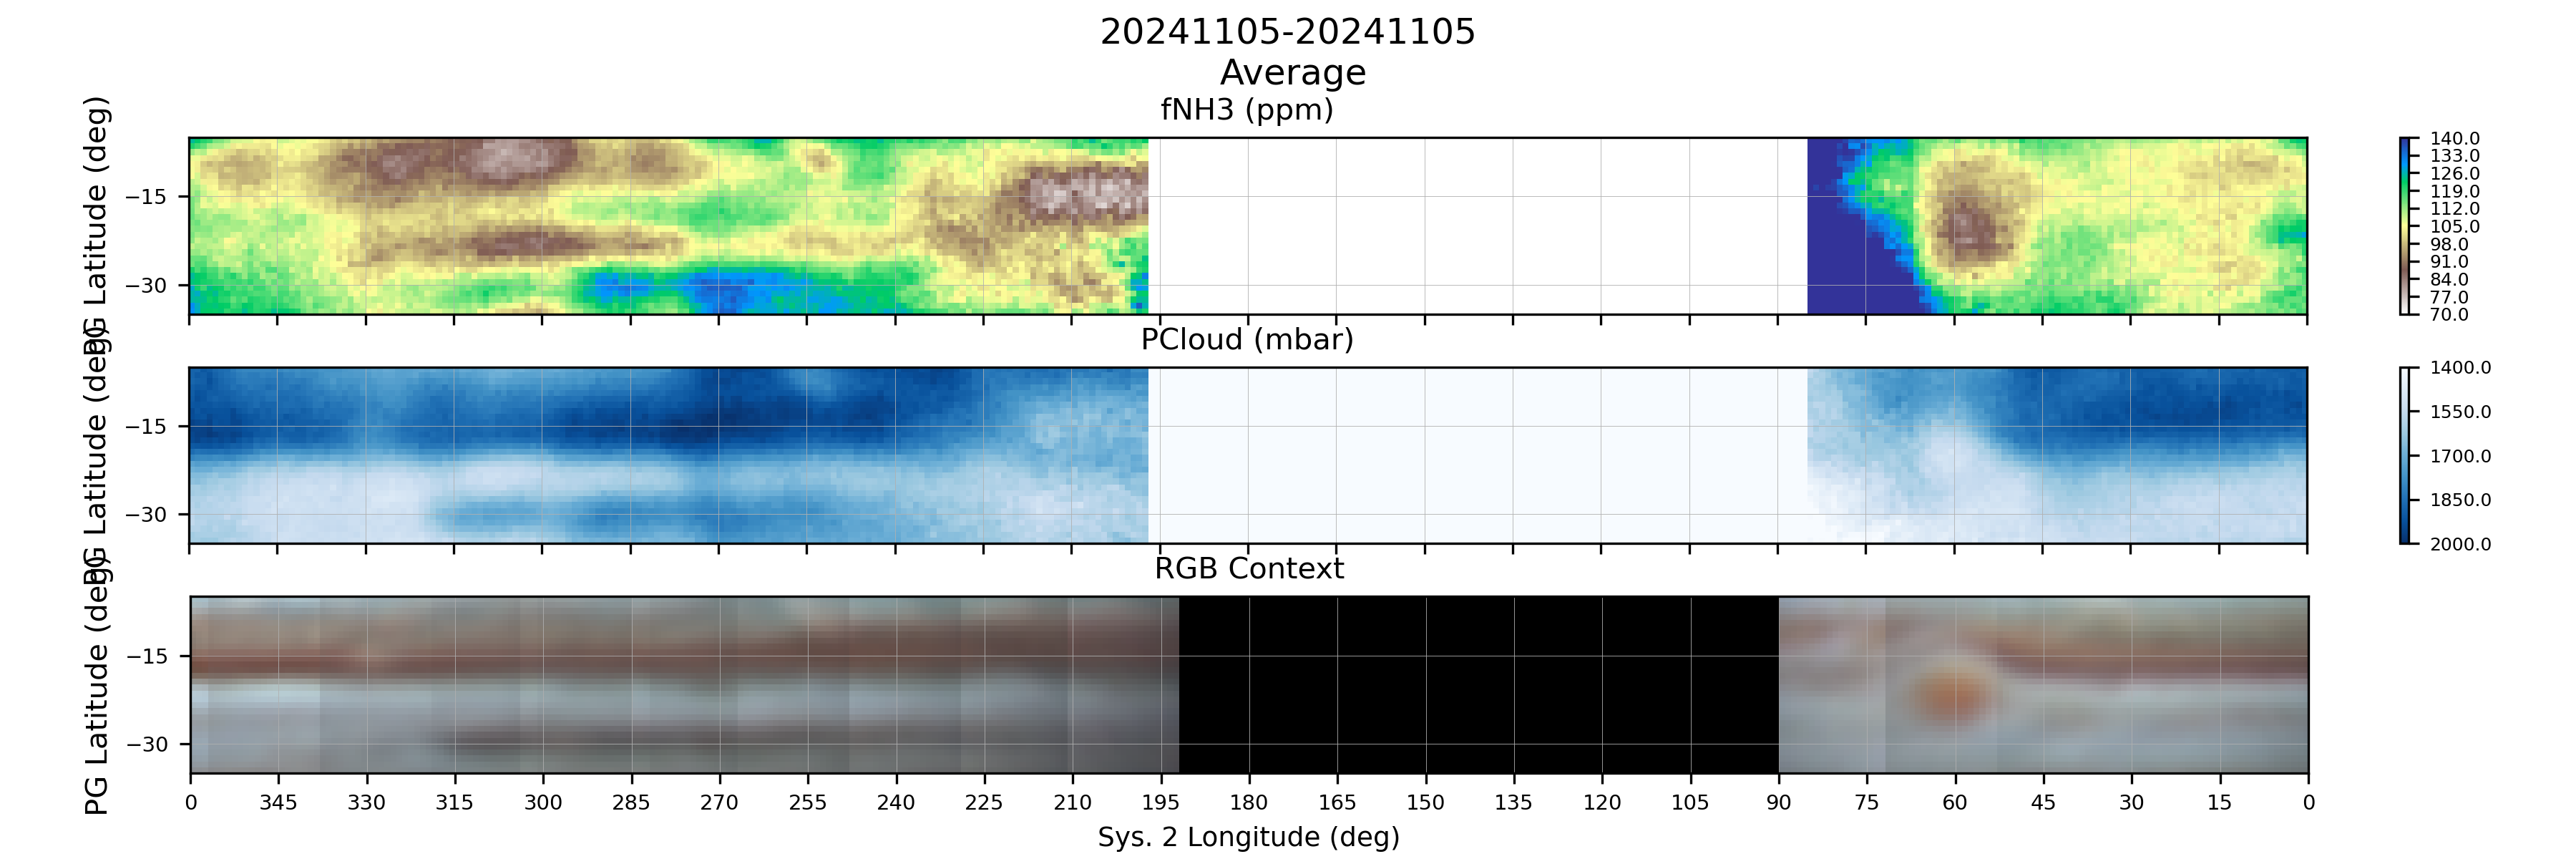 20241105-20241105
Average
fNH3 (ppm)
PG Latitude (deg)
−15
−30
140.0
133.0
126.0
119.0
112.0
105.0
98.0
91.0
84.0
77.0
70.0
PCloud (mbar)
PG Latitude (deg)
−15
−30
1400.0
1550.0
1700.0
1850.0
2000.0
RGB Context
PG Latitude (deg)
−15
−30
0 345 330 315 300 285 270 255 240 225 210 195 180 165 150 135 120 105 90 75 60 45 30 15 0
Sys. 2 Longitude (deg)